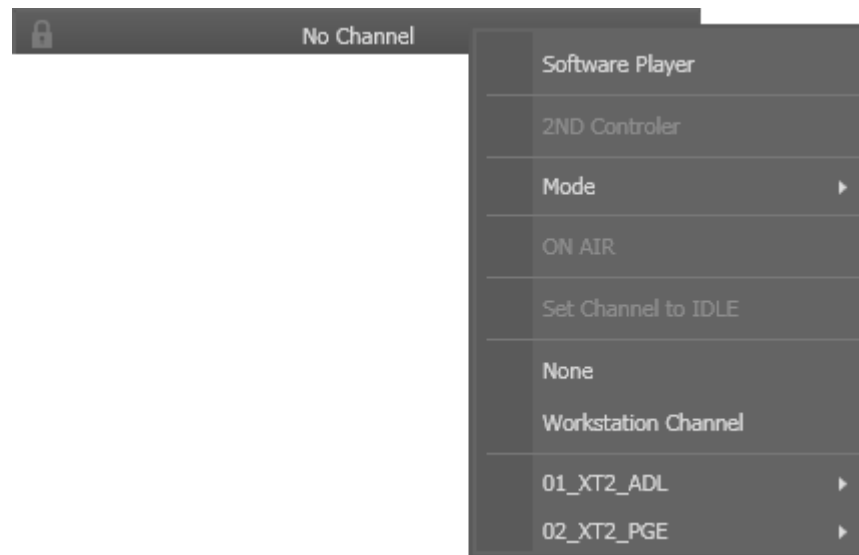 No Channel
Software Player
2ND Controler
Mode
ON AIR
Set Channel to IDLE
None
Workstation Channel
01_XT2_ADL
02_XT2_PGE